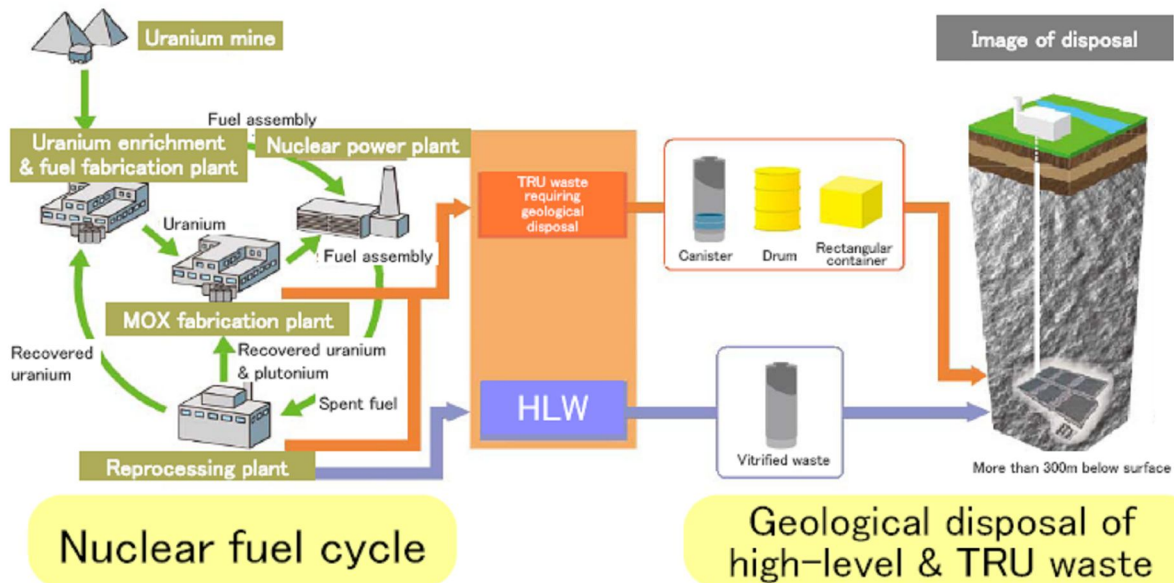 Uranium mine
Image of disposal
Fuel assembly
Uranium enrichment
& fuel fabrication plant
Nuclear power plant
TRU waste
requiring
geological
disposal
Uranium
Fuel assembly
Canister
Drum
Rectangular
container
MOX fabrication plant
Recovered
uranium
Recovered uranium
& plutonium
Spent fuel
HLW
Reprocessing plant
Vitrified waste
More than 300m below surface
Nuclear fuel cycle
Geological disposal of
high-level & TRU waste